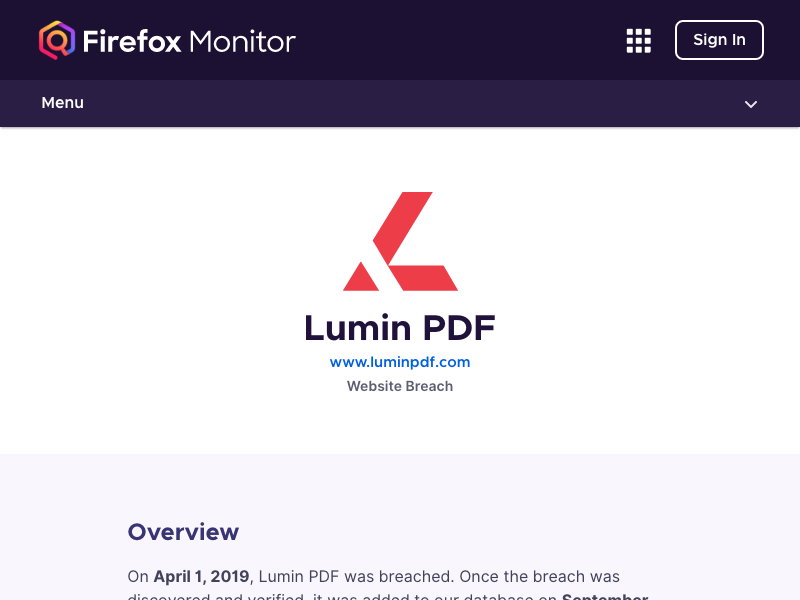 Firefox Monitor
Sign In
Menu
Lumin PDF
www.luminpdf.com
Website Breach
Overview
On April 1, 2019, Lumin PDF was breached. Once the breach was
discovered and verified, it was added to our database on September